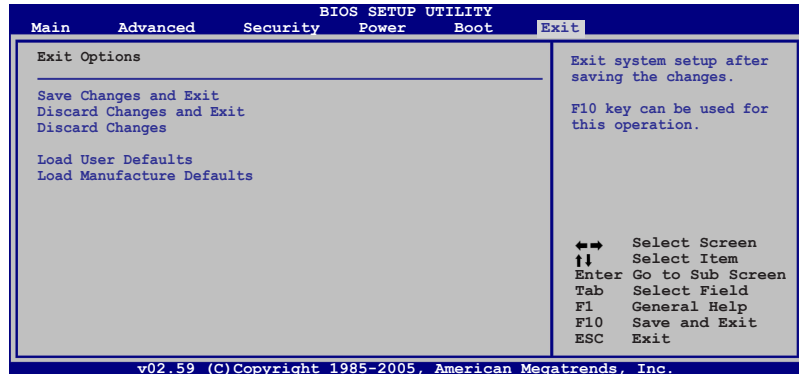 BIOS SETUP UTILITY
Main Advanced Security Power Boot Exit
Exit Options
Save Changes and Exit
Discard Changes and Exit
Discard Changes
Load User Defaults
Load Manufacture Defaults
Exit system setup after
saving the changes.
F10 key can be used for
this operation.
←→ Select Screen
↑↓ Select Item
Enter Go to Sub Screen
Tab Select Field
F1 General Help
F10 Save and Exit
ESC Exit
v02.59 (C)Copyright 1985-2005, American Megatrends, Inc.